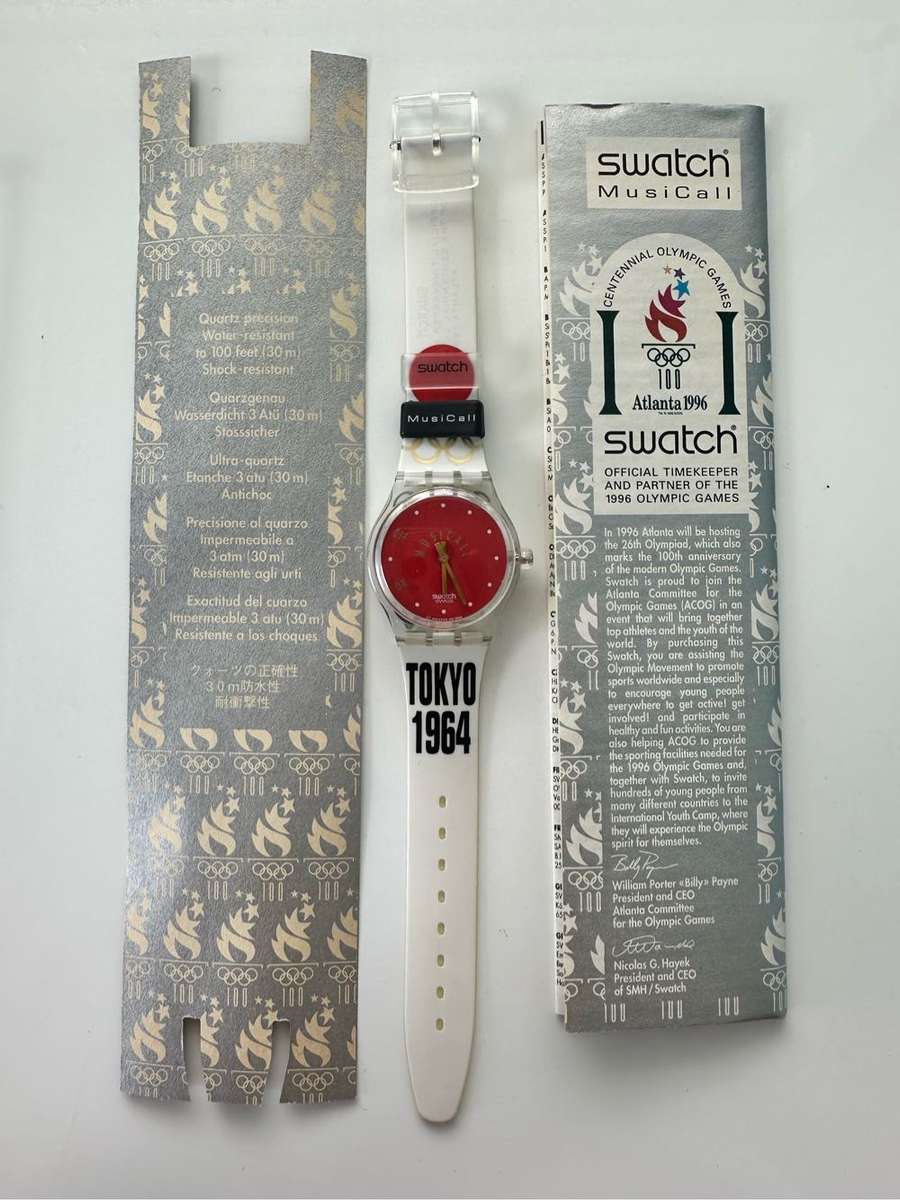 Quartz precision
Water-resistant
to 100 feet (30 m)
Shock-resistant
Quarzgenau
Wasserdicht 3 Atü (30 m)
Stosssicher
Ultra-quartz
Etanche 3 atu (30 m)
Antichoc
Precisione al quarzo
Impermeabile a
3 atm (30 m)
Resistente agli urti
Exactitud del cuarzo
Impermeable 3 atu (30 m)
Resistente a los choques
クォーツの正確性
30m防水性
耐衝撃性
100
swatch
MusiCall
MUSICALL
swatch
TOKYO
1964
swatch
MusiCall
CENTENNIAL OLYMPIC GAMES
100
Atlanta 1996
swatch
OFFICIAL TIMEKEEPER
AND PARTNER OF THE
1996 OLYMPIC GAMES
In 1996 Atlanta will be hosting
the 26th Olympiad, which also
marks the 100th anniversary
of the modern Olympic Games.
Swatch is proud to join the
Atlanta Committee for the
Olympic Games (ACOG) in an
event that will bring together
top athletes and the youth of the
world. By purchasing this
Swatch, you are assisting the
Olympic Movement to promote
sports worldwide and especially
to encourage young people
everywhere to get active! get
involved! and participate in
healthy and fun activities. You are
also helping ACOG to provide
the sporting facilities needed for
the 1996 Olympic Games and,
together with Swatch, to invite
hundreds of young people from
many different countries to the
International Youth Camp, where
they will experience the Olympic
spirit for themselves.
William Porter «Billy» Payne
President and CEO
Atlanta Committee
for the Olympic Games
Nicolas G. Hayek
President and CEO
of SMH/Swatch